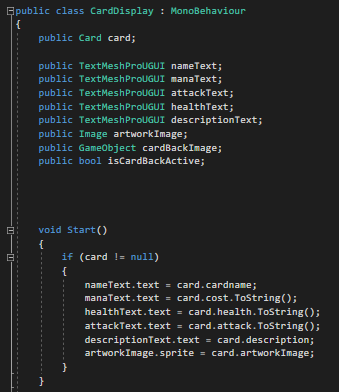 public class CardDisplay : MonoBehaviour
{
    public Card card;

    public TextMeshProUGUI nameText;
    public TextMeshProUGUI manaText;
    public TextMeshProUGUI attackText;
    public TextMeshProUGUI healthText;
    public TextMeshProUGUI descriptionText;
    public Image artworkImage;
    public GameObject cardBackImage;
    public bool isCardBackActive;

    void Start()
    {
        if (card != null)
        {
            nameText.text = card.cardname;
            manaText.text = card.cost.ToString();
            healthText.text = card.health.ToString();
            attackText.text = card.attack.ToString();
            descriptionText.text = card.description;
            artworkImage.sprite = card.artworkImage;
        }
    }